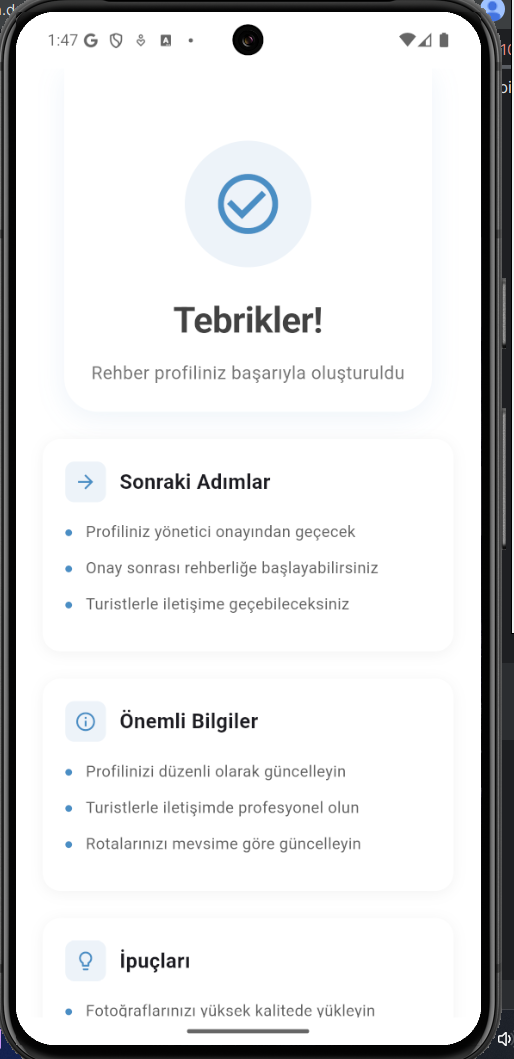 1:47
Tebrikler!
Rehber profiliniz başarıyla oluşturuldu
Sonraki Adımlar
Profiliniz yönetici onayından geçecek
Onay sonrası rehberliğe başlayabilirsiniz
Turistlerle iletişime geçebileceksiniz
Önemli Bilgiler
Profilinizi düzenli olarak güncelleyin
Turistlerle iletişimde profesyonel olun
Rotalarınızı mevsime göre güncelleyin
İpuçları
Fotoğraflarınızı yüksek kalitede yükleyin